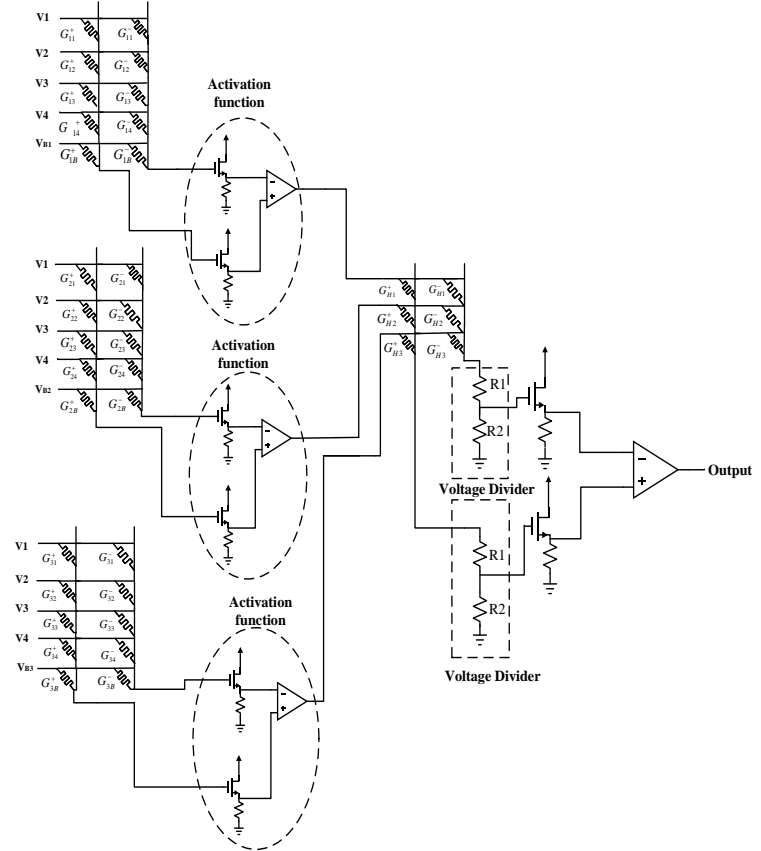 V1
G⁺₁₁ G⁻₁₁
V2
G⁺₁₂ G⁻₁₂
V3
G⁺₁₃ G⁻₁₃
V4
G⁺₁₄ G⁻₁₄
V_B1
G⁺₁B G⁻₁B
Activation
function
−
+
V1
G⁺₂₁ G⁻₂₁
V2
G⁺₂₂ G⁻₂₂
V3
G⁺₂₃ G⁻₂₃
V4
G⁺₂₄ G⁻₂₄
V_B2
G⁺₂B G⁻₂B
Activation
function
−
+
V1
G⁺₃₁ G⁻₃₁
V2
G⁺₃₂ G⁻₃₂
V3
G⁺₃₃ G⁻₃₃
V4
G⁺₃₄ G⁻₃₄
V_B3
G⁺₃B G⁻₃B
Activation
function
−
+
G⁺H1 G⁻H1
G⁺H2 G⁻H2
G⁺H3 G⁻H3
R1
R2
Voltage Divider
R1
R2
Voltage Divider
−
+
Output